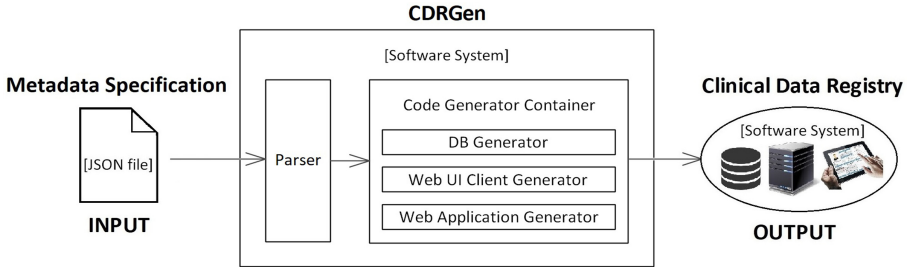 CDRGen
[Software System]
Metadata Specification
[JSON file]
INPUT
Parser
Code Generator Container
DB Generator
Web UI Client Generator
Web Application Generator
Clinical Data Registry
[Software System]
OUTPUT